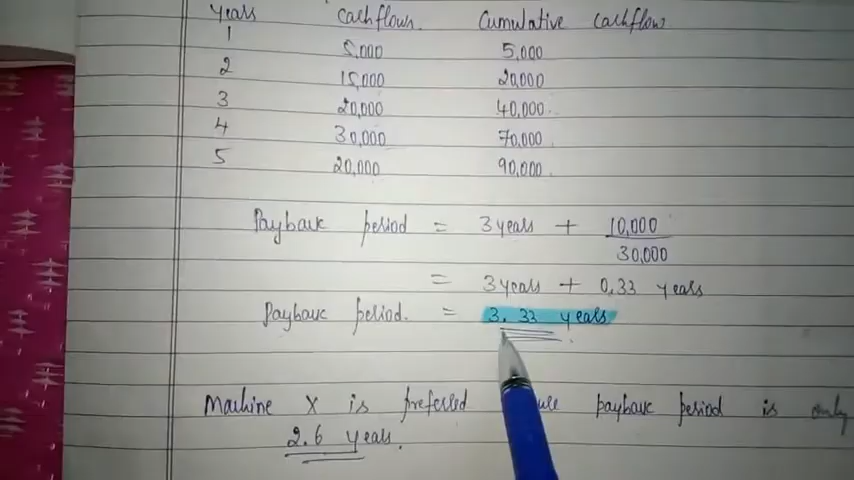 Years Cashflows. Cumulative Cashflows
1 5,000 5,000
2 15,000 20,000
3 20,000 40,000.
4 30,000 70,000
5 20,000 90,000.
Payback period = 3 years + 10,000
30,000
= 3 years + 0.33 years
Payback period. = 3.33 years.
Machine X is preferred payback period is only
2.6 years.